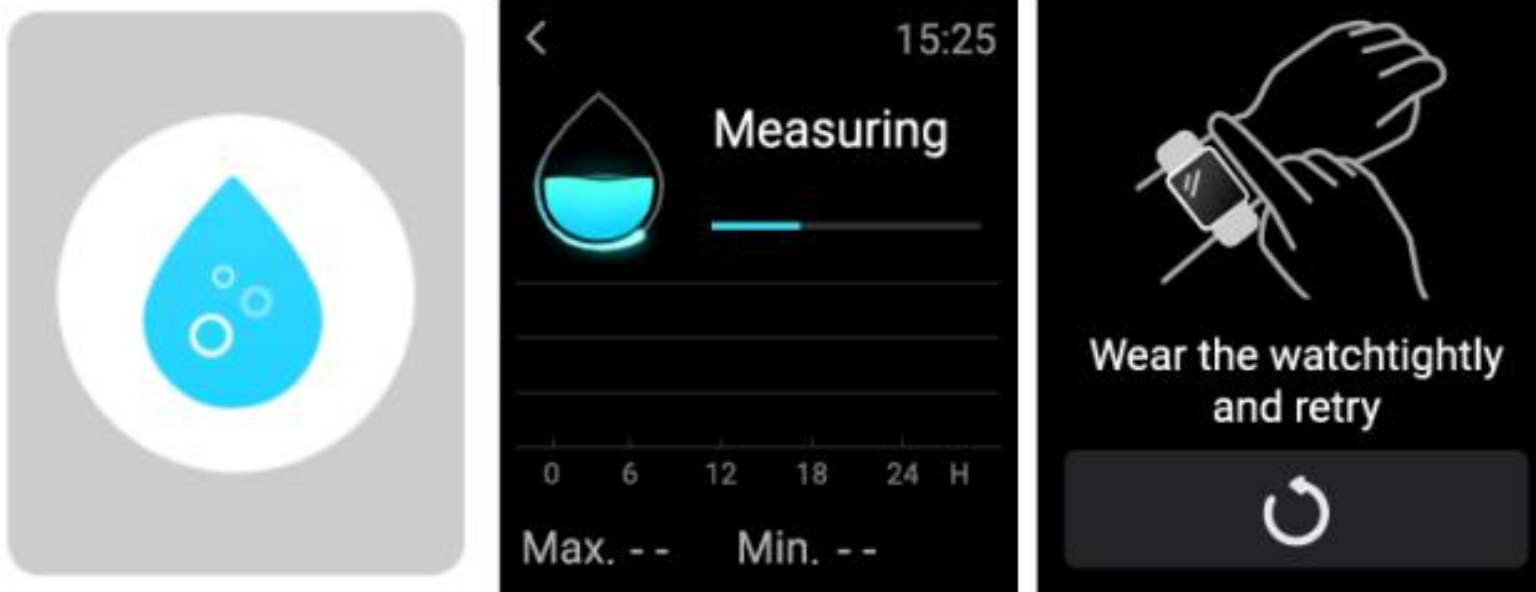 15:25
Measuring
0 6 12 18 24 H
Max. - - Min. - -
Wear the watchtightly
and retry